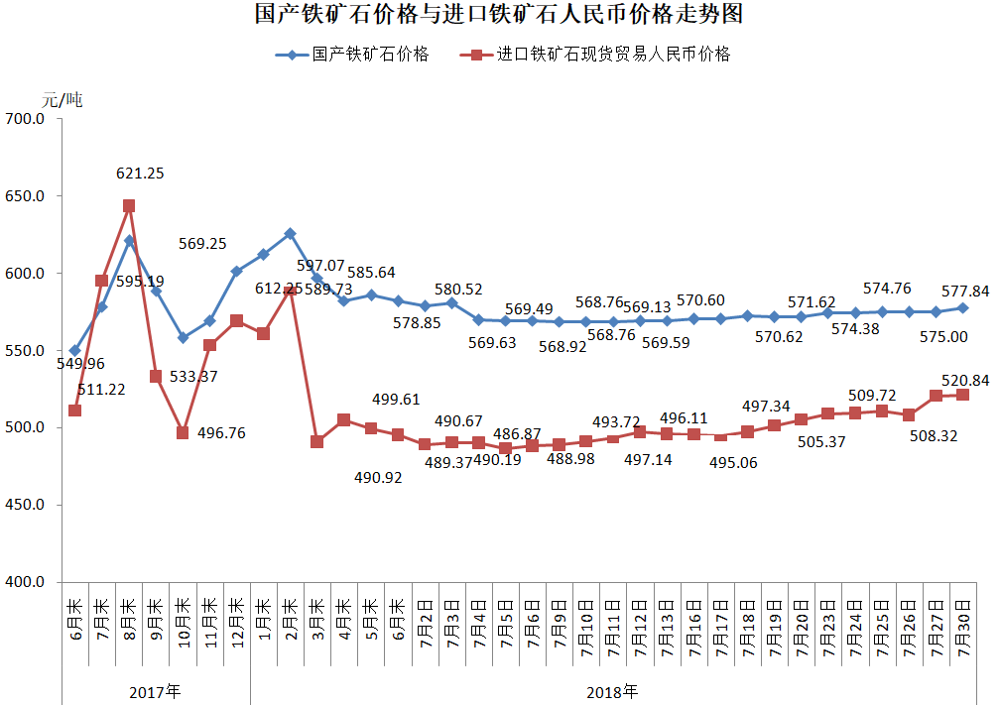 国产铁矿石价格与进口铁矿石人民币价格走势图
国产铁矿石价格 进口铁矿石现货贸易人民币价格
元/吨
700.0
650.0
600.0
550.0
500.0
450.0
400.0
621.25
569.25
595.19
549.96
511.22
533.37
496.76
612.25
597.07
589.73
585.64
578.85
580.52
569.63
569.49
568.92
568.76
568.76
569.13
569.59
570.60
570.62
571.62
574.38
574.76
575.00
577.84
499.61
490.92
489.37
490.67
490.19
486.87
488.98
493.72
497.14
496.11
495.06
497.34
505.37
509.72
508.32
520.84
6月末
7月末
8月末
9月末
10月末
11月末
12月末
1月末
2月末
3月末
4月末
5月末
6月末
7月2日
7月3日
7月4日
7月5日
7月6日
7月9日
7月10日
7月11日
7月12日
7月13日
7月16日
7月17日
7月18日
7月19日
7月20日
7月23日
7月24日
7月25日
7月26日
7月27日
7月30日
2017年 2018年